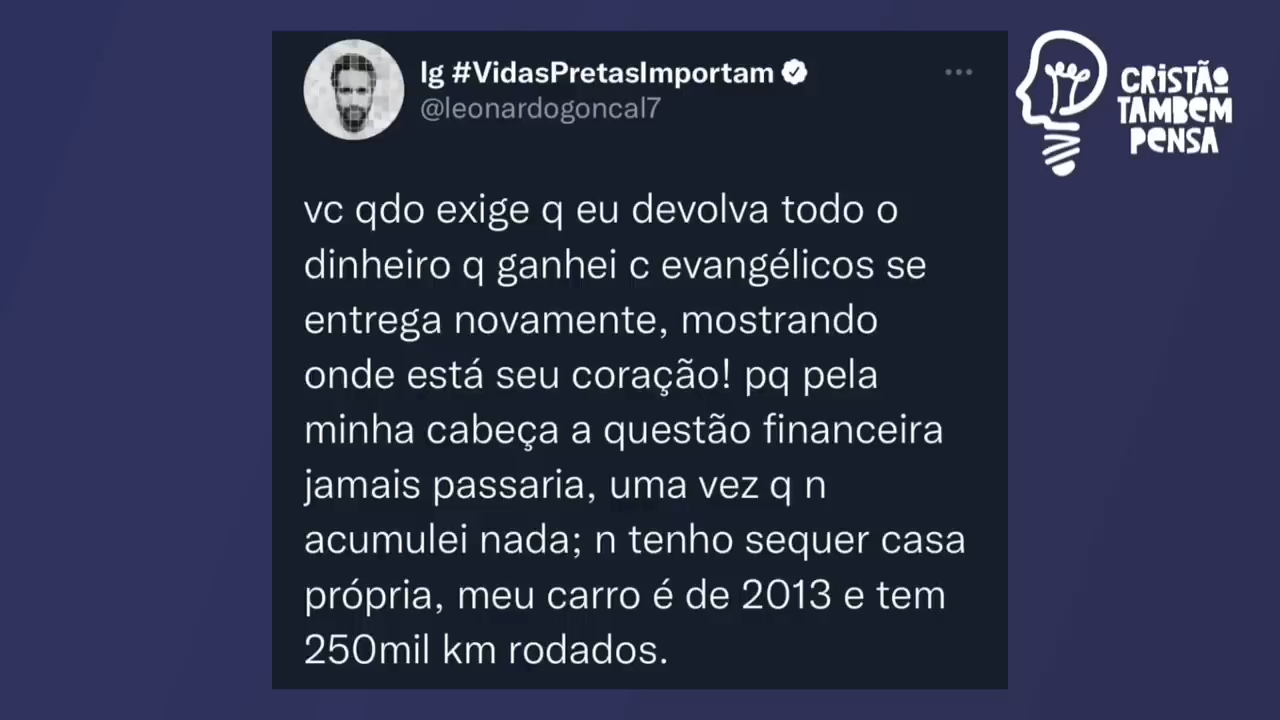 lg #VidasPretasImportam
@leonardogoncal7
vc qdo exige q eu devolva todo o
dinheiro q ganhei c evangélicos se
entrega novamente, mostrando
onde está seu coração! pq pela
minha cabeça a questão financeira
jamais passaria, uma vez q n
acumulei nada; n tenho sequer casa
própria, meu carro é de 2013 e tem
250mil km rodados.
CRISTÃO
TAMBEM
PENSA